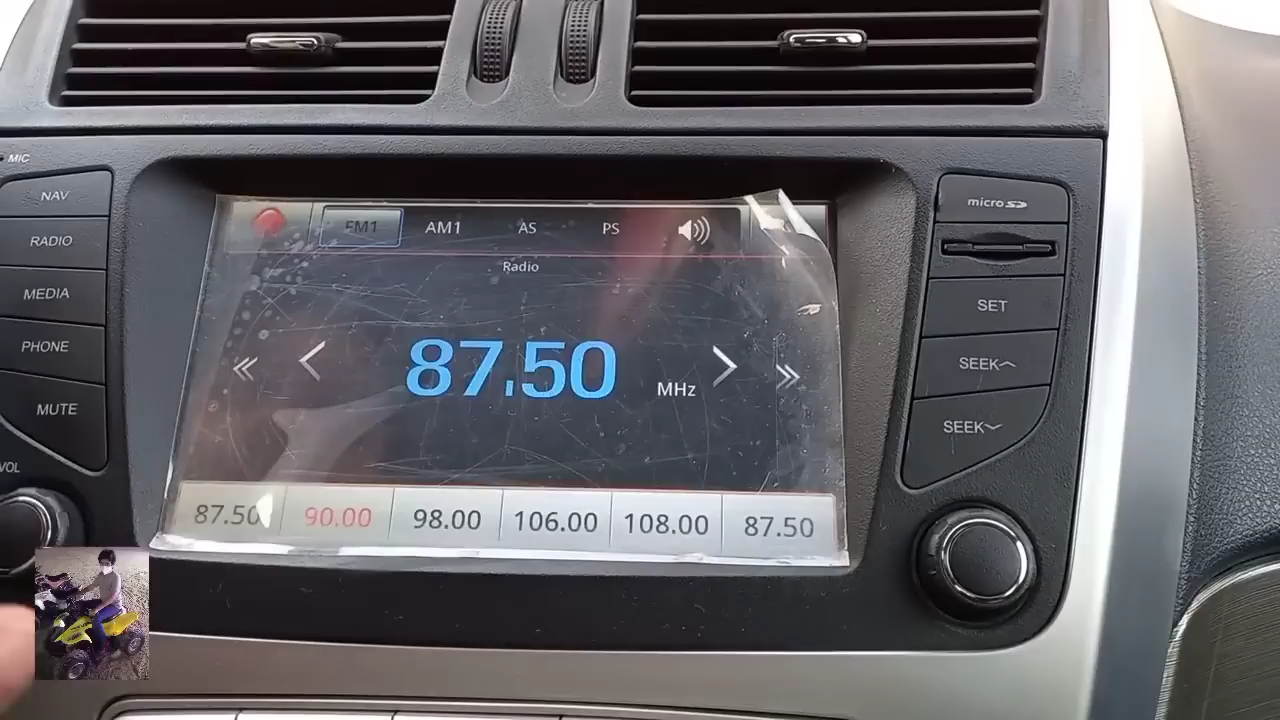 MIC
NAV
RADIO
MEDIA
PHONE
MUTE
VOL
FM1 AM1 AS PS
Radio
87.50 MHz
87.50 90.00 98.00 106.00 108.00 87.50
micro SD
SET
SEEK
SEEK